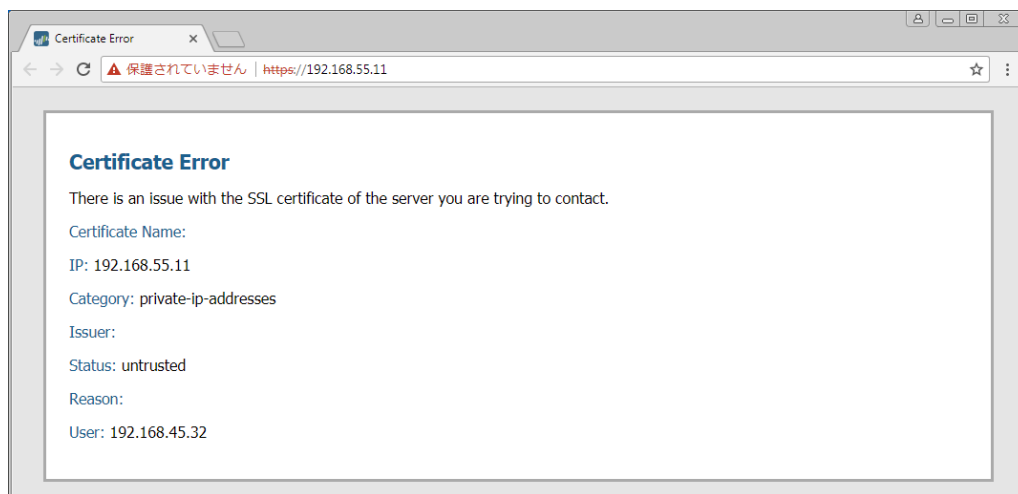 Certificate Error
保護されていません | https://192.168.55.11
Certificate Error
There is an issue with the SSL certificate of the server you are trying to contact.
Certificate Name:
IP: 192.168.55.11
Category: private-ip-addresses
Issuer:
Status: untrusted
Reason:
User: 192.168.45.32